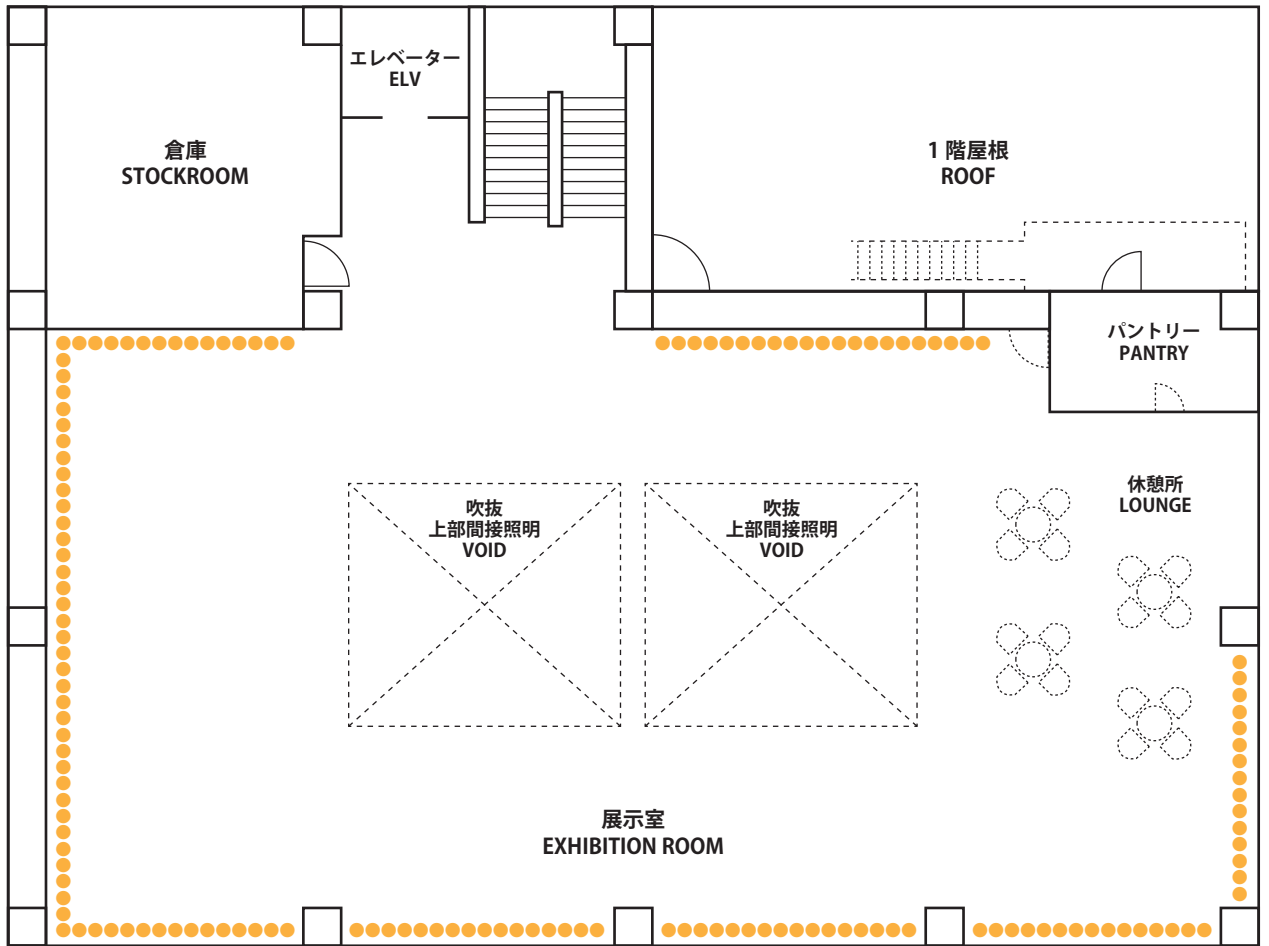 エレベーター
ELV
倉庫
STOCKROOM
1 階屋根
ROOF
パントリー
PANTRY
休憩所
LOUNGE
吹抜
上部間接照明
VOID
吹抜
上部間接照明
VOID
展示室
EXHIBITION ROOM